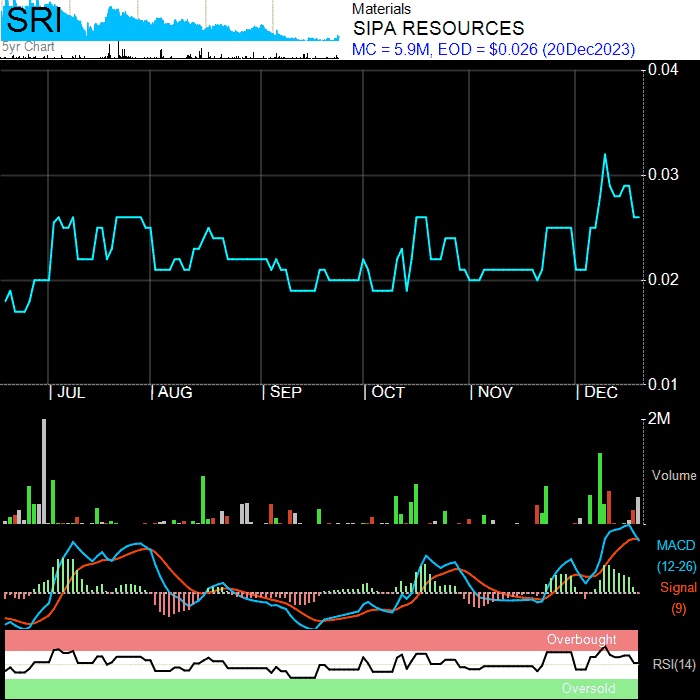 SRI
5yr Chart
Materials
SIPA RESOURCES
MC = 5.9M, EOD = $0.026 (20Dec2023)
0.04
0.03
0.02
0.01
| JUL | AUG | SEP | OCT | NOV | DEC
2M
Volume
MACD
(12-26)
Signal
(9)
Overbought
RSI(14)
Oversold